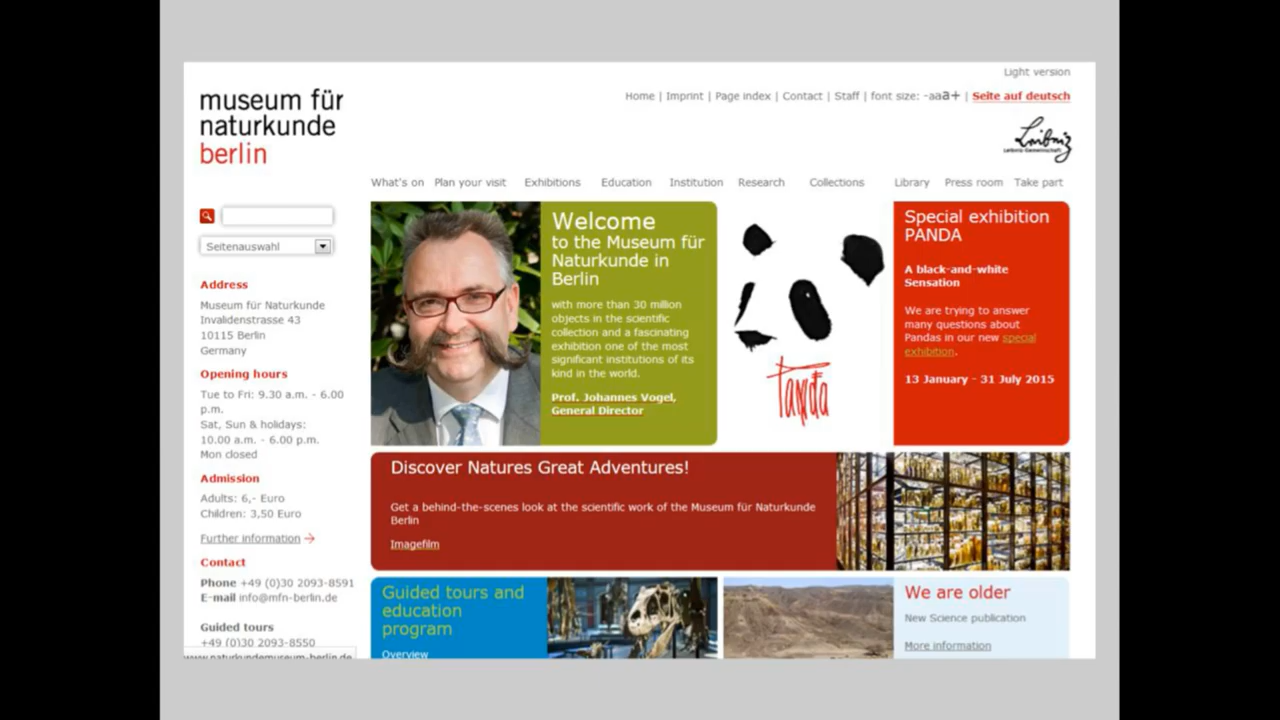 Light version
Home | Imprint | Page index | Contact | Staff | font size: -aaa+ | Seite auf deutsch
museum für
naturkunde
berlin
Leibniz
Leibniz-Gemeinschaft
What's on Plan your visit Exhibitions Education Institution Research Collections Library Press room Take part
Seitenauswahl
Address
Museum für Naturkunde
Invalidenstrasse 43
10115 Berlin
Germany
Opening hours
Tue to Fri: 9.30 a.m. - 6.00
p.m.
Sat, Sun & holidays:
10.00 a.m. - 6.00 p.m.
Mon closed
Admission
Adults: 6,- Euro
Children: 3,50 Euro
Further information
Contact
Phone +49 (0)30 2093-8591
E-mail info@mfn-berlin.de
Guided tours
+49 (0)30 2093-8550
www.naturkundemuseum-berlin.de
Welcome
to the Museum für
Naturkunde in
Berlin
with more than 30 million
objects in the scientific
collection and a fascinating
exhibition one of the most
significant institutions of its
kind in the world.
Prof. Johannes Vogel,
General Director
Panda
Special exhibition
PANDA
A black-and-white
Sensation
We are trying to answer
many questions about
Pandas in our new special
exhibition.
13 January - 31 July 2015
Discover Natures Great Adventures!
Get a behind-the-scenes look at the scientific work of the Museum für Naturkunde
Berlin
Imagefilm
Guided tours and
education
program
Overview
We are older
New Science publication
More information